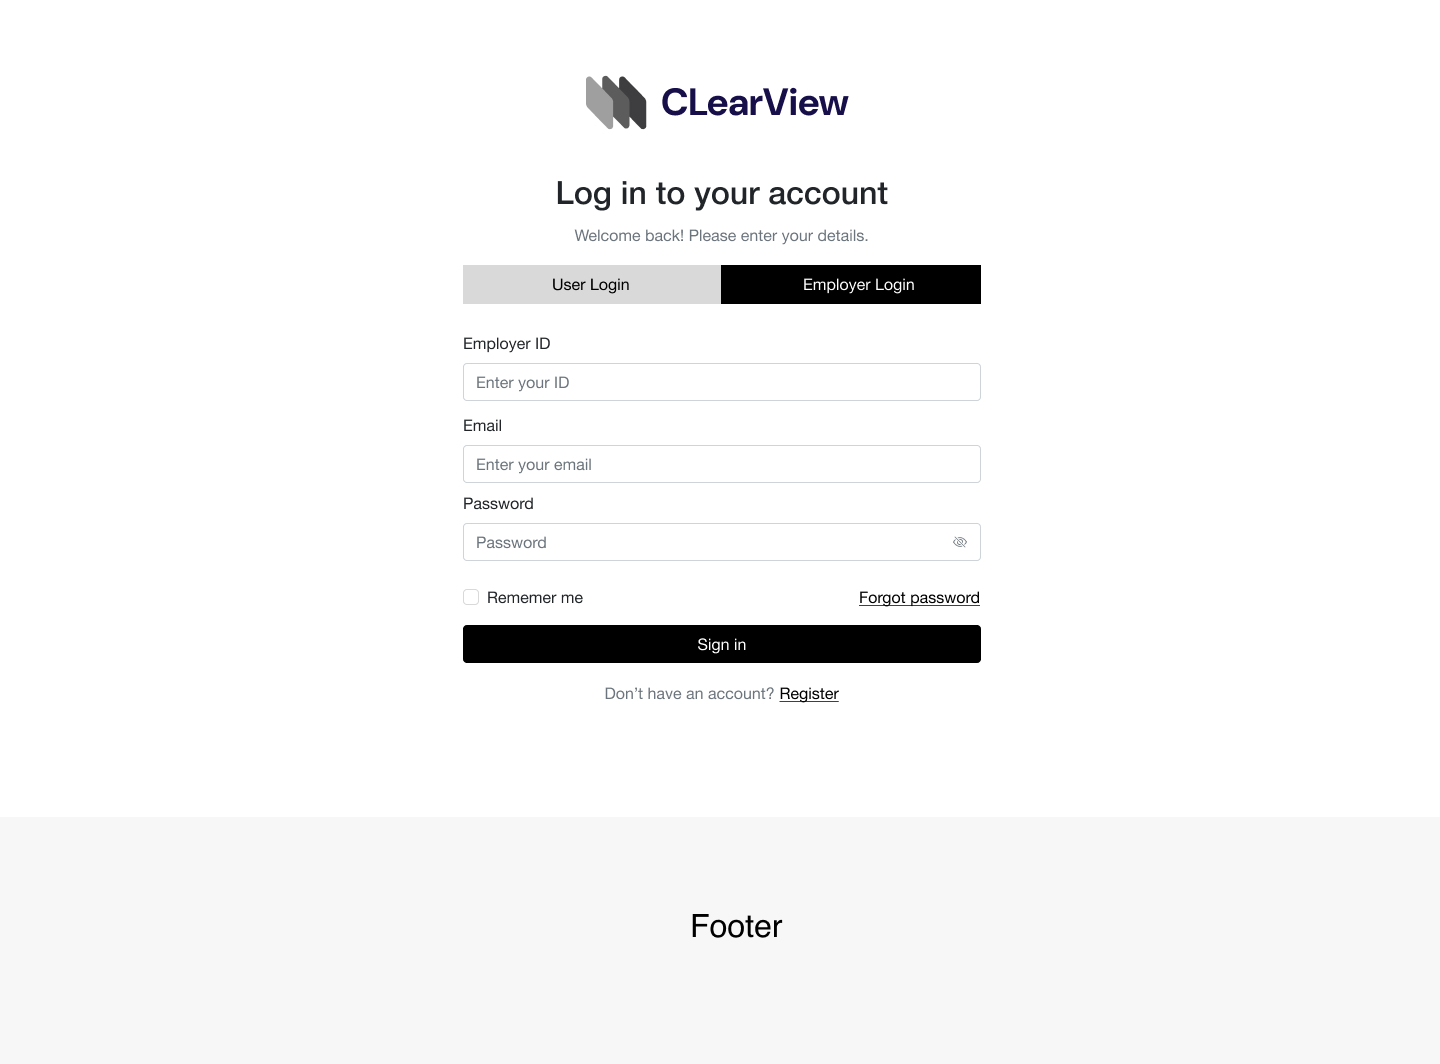 CLearView
Log in to your account
Welcome back! Please enter your details.
User Login
Employer Login
Employer ID
Enter your ID
Email
Enter your email
Password
Password
Rememer me
Forgot password
Sign in
Don’t have an account? Register
Footer